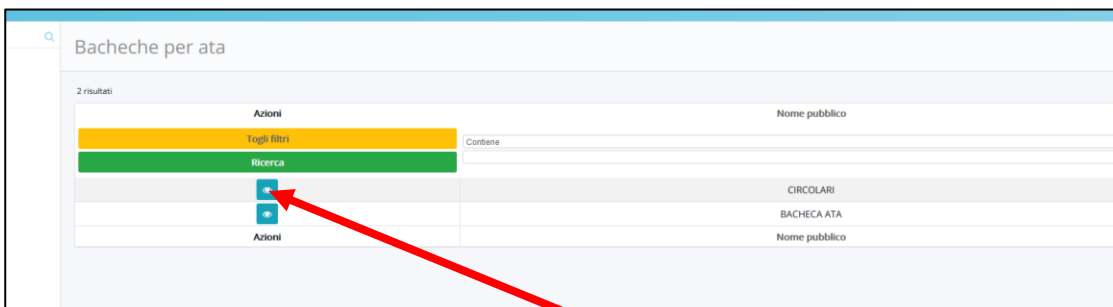 Bacheche per ata
2 risultati
Azioni Nome pubblico
Togli filtri Contiene
Ricerca
CIRCOLARI
BACHECA ATA
Azioni Nome pubblico